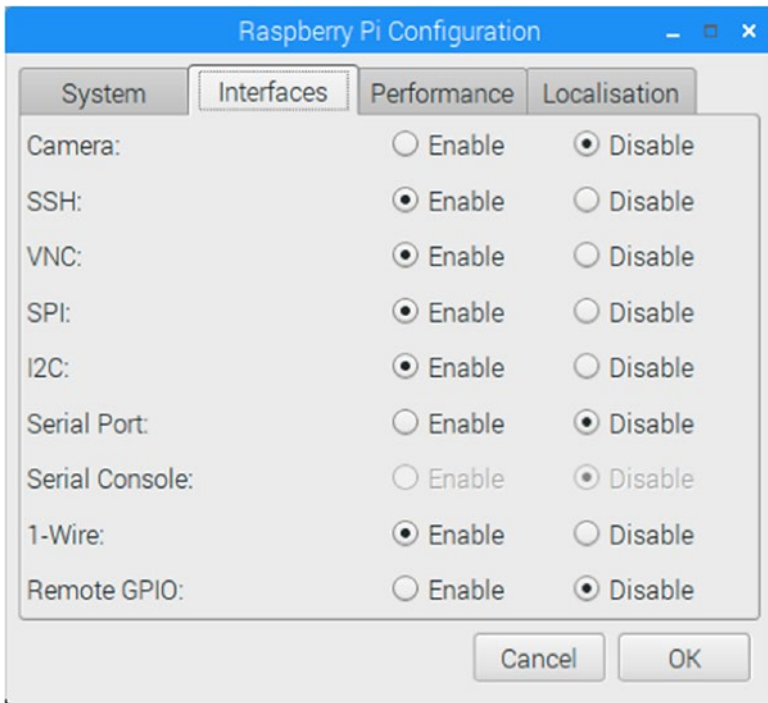 Raspberry Pi Configuration
System Interfaces Performance Localisation
Camera: Enable Disable
SSH: Enable Disable
VNC: Enable Disable
SPI: Enable Disable
I2C: Enable Disable
Serial Port: Enable Disable
Serial Console: Enable Disable
1-Wire: Enable Disable
Remote GPIO: Enable Disable
Cancel OK